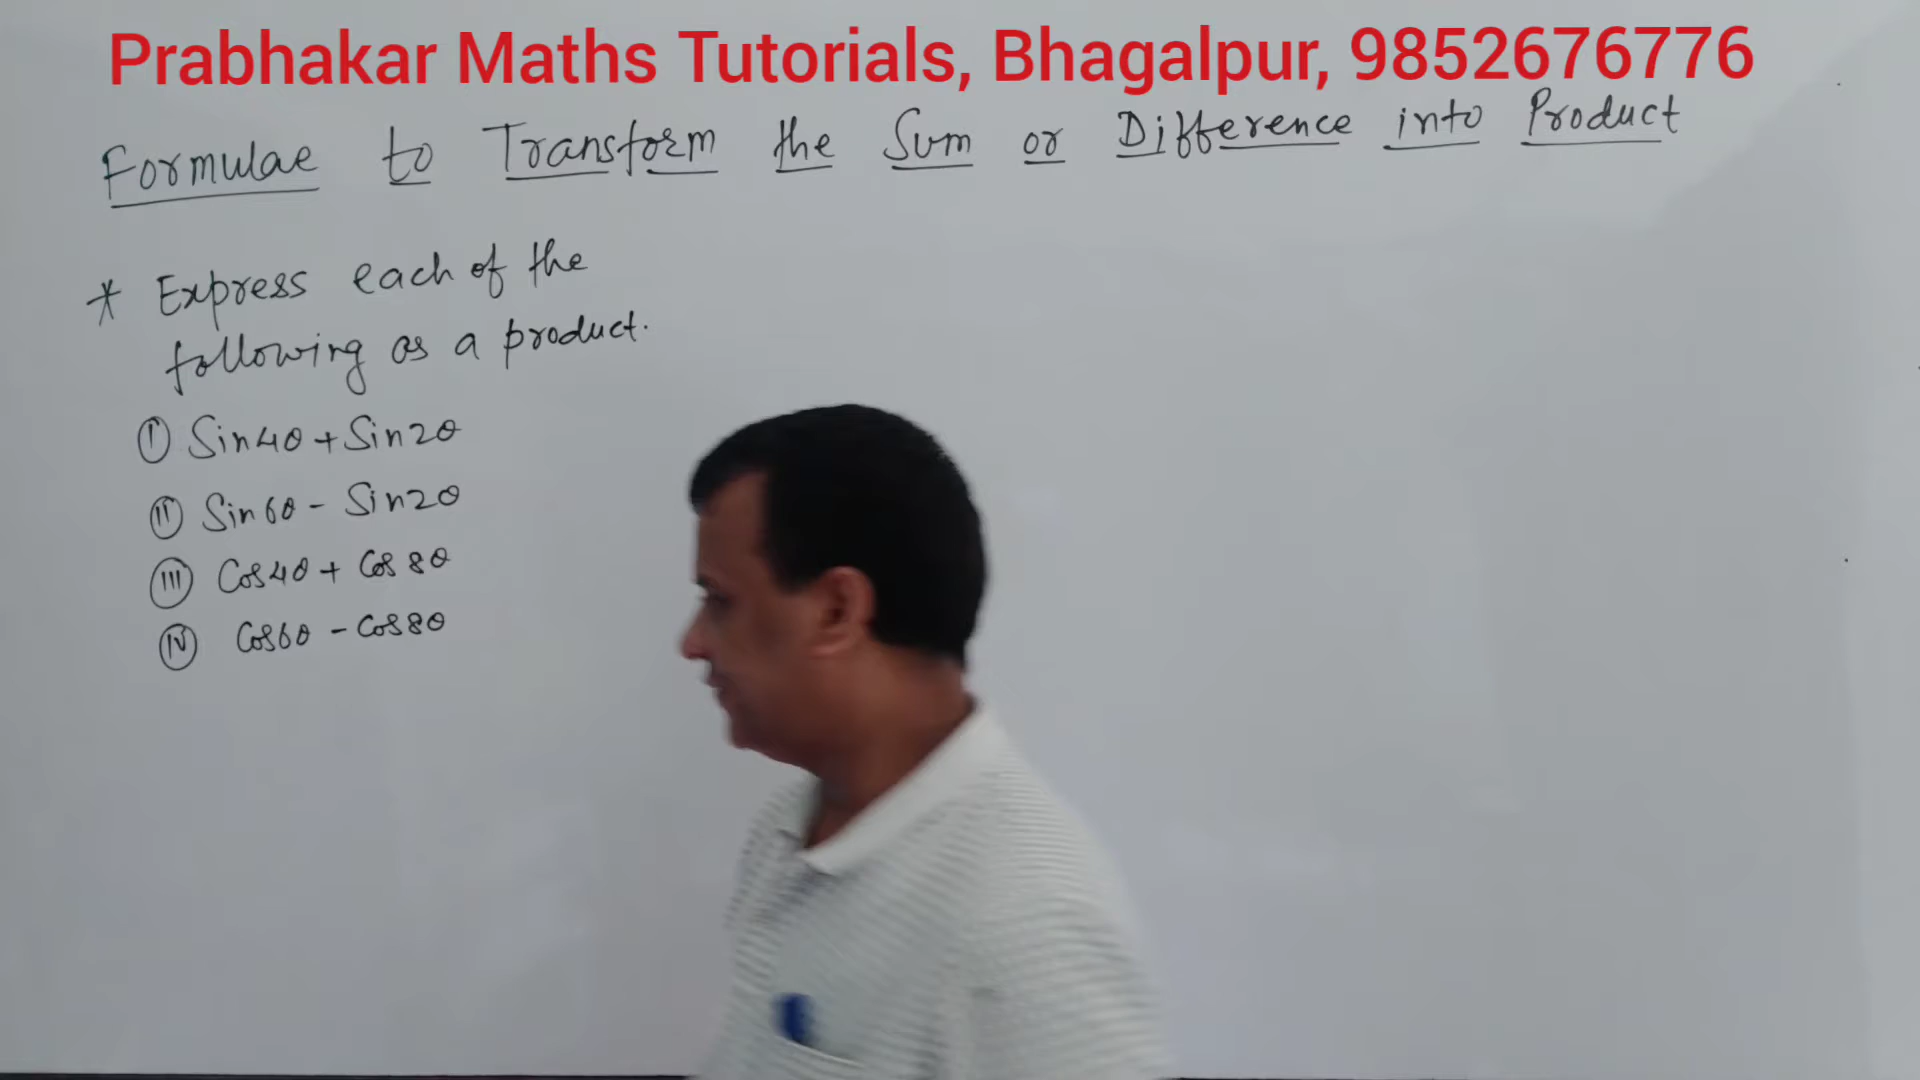 Prabhakar Maths Tutorials, Bhagalpur, 9852676776
Formulae to Transform the Sum or Difference into Product
* Express each of the
following as a product.
(I) Sin4θ + Sin2θ
(II) Sin6θ - Sin2θ
(III) Cos4θ + Cos8θ
(IV) Cos6θ - Cos8θ